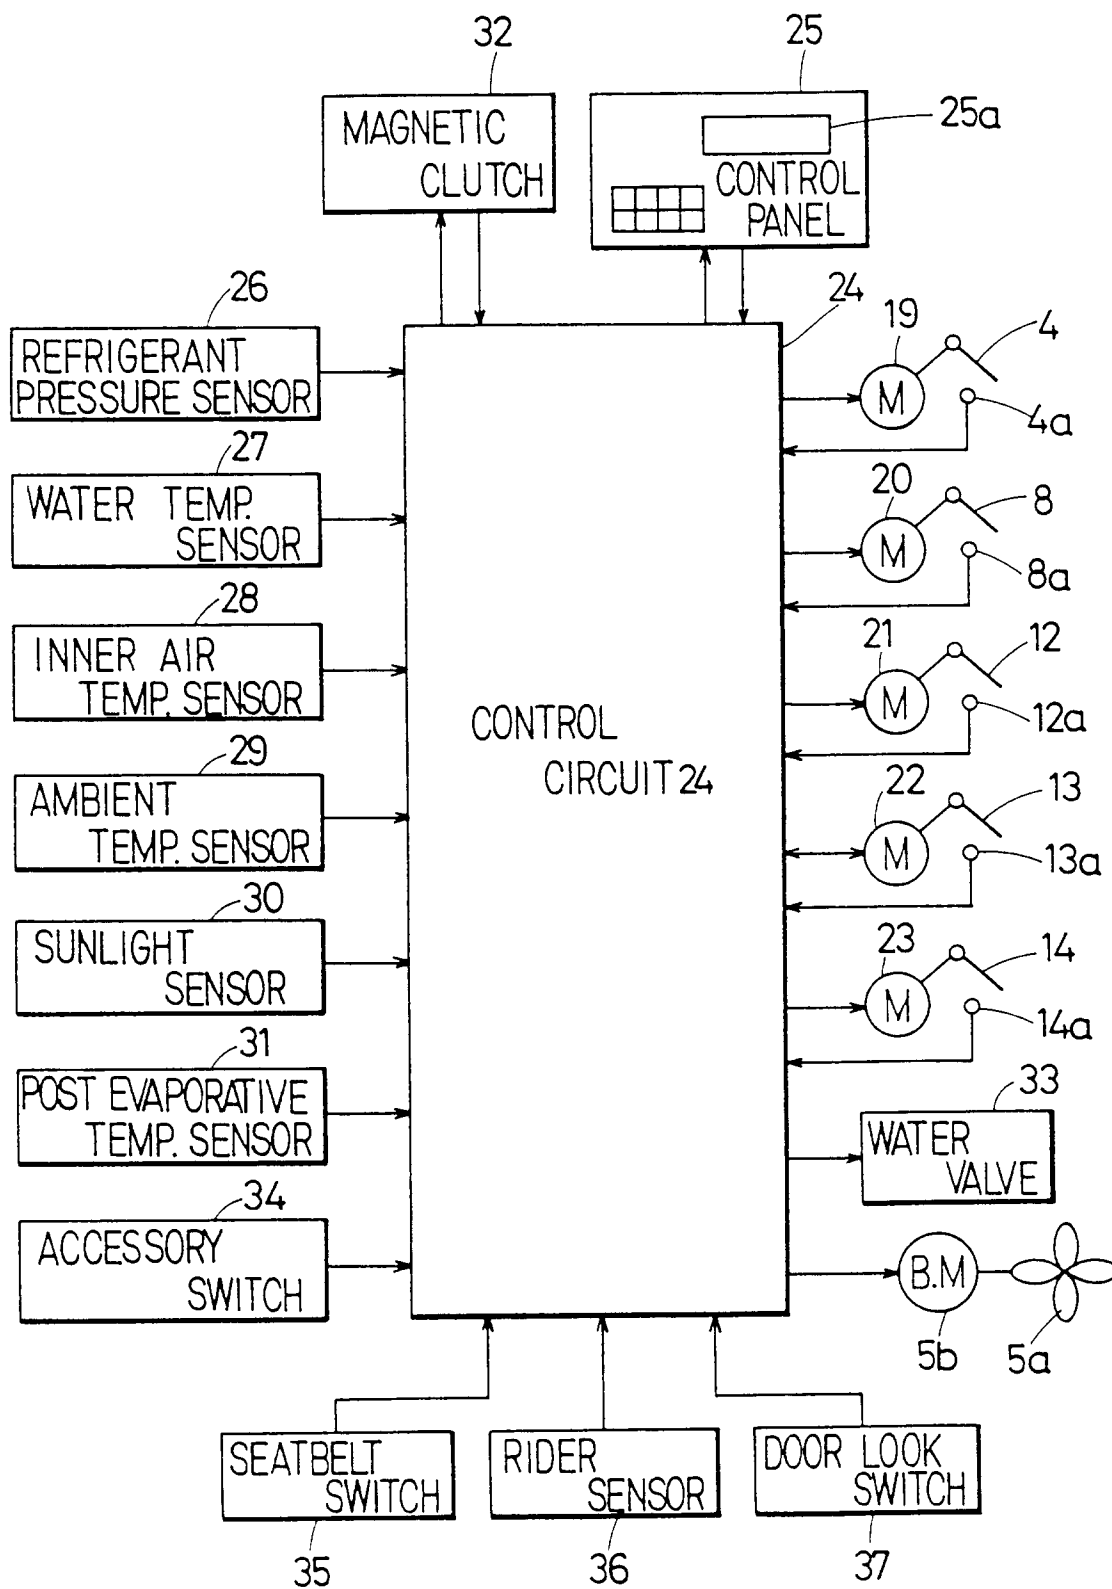 32
25
MAGNETIC
CLUTCH
25a
CONTROL
PANEL
26
24
19
4
REFRIGERANT
PRESSURE SENSOR
M
4a
27
20
8
WATER TEMP.
SENSOR
M
8a
28
21
12
INNER AIR
TEMP. SENSOR
M
12a
CONTROL
CIRCUIT 24
29
22
13
AMBIENT
TEMP. SENSOR
M
13a
30
23
14
SUNLIGHT
SENSOR
M
14a
31
33
POST EVAPORATIVE
TEMP. SENSOR
WATER
VALVE
34
ACCESSORY
SWITCH
B.M
5b
5a
SEATBELT
SWITCH
RIDER
SENSOR
DOOR LOOK
SWITCH
35
36
37